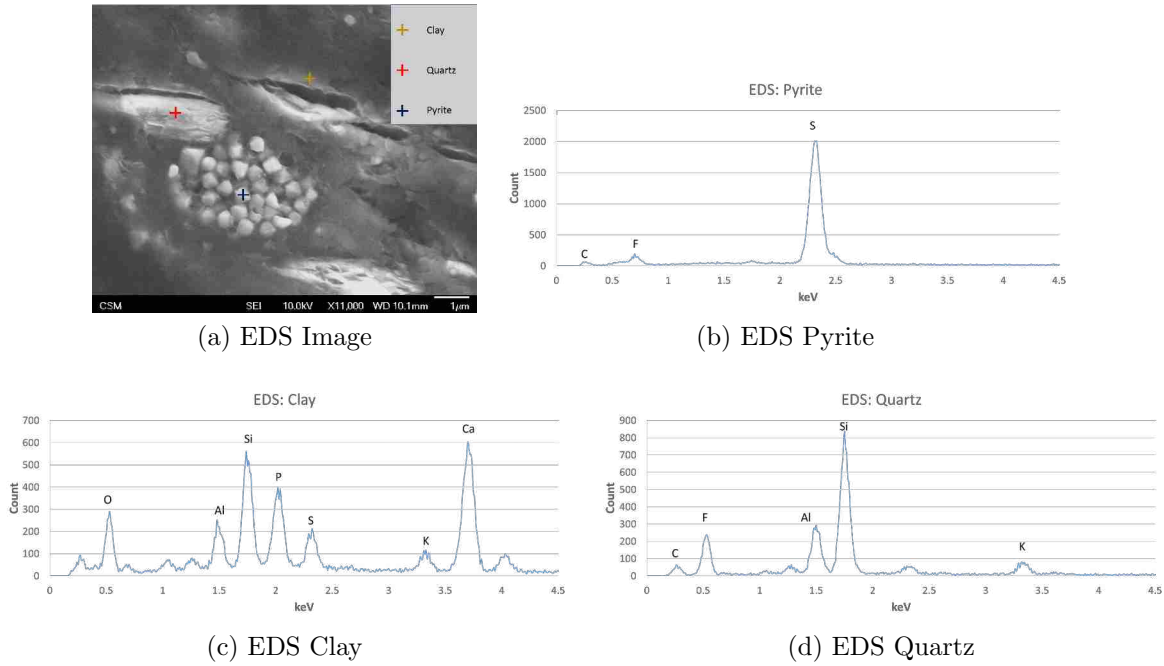 Clay
Quartz
Pyrite
CSM SEI 10.0kV X11,000 WD 10.1mm 1µm
(a) EDS Image
EDS: Pyrite
Count
2500
2000
1500
1000
500
0
S
C
F
0 0.5 1 1.5 2 2.5 3 3.5 4 4.5
keV
(b) EDS Pyrite
EDS: Clay
Count
700
600
500
400
300
200
100
0
O
Al
Si
P
S
K
Ca
0 0.5 1 1.5 2 2.5 3 3.5 4 4.5
keV
(c) EDS Clay
EDS: Quartz
Count
900
800
700
600
500
400
300
200
100
0
C
F
Al
Si
K
0 0.5 1 1.5 2 2.5 3 3.5 4 4.5
keV
(d) EDS Quartz